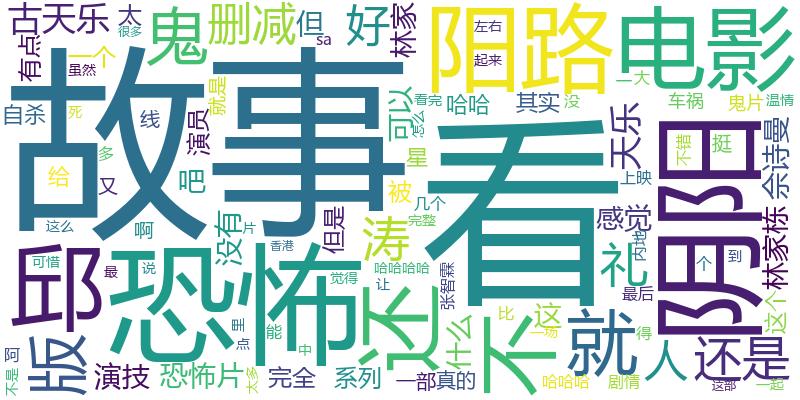 古天乐 太 鬼 删减 但 好 林家 阳路 左右 电影
很多 sa 起来
有点 一个
虽然 就是 可以 哈哈 其实 没 一大 车祸 鬼片 温情
自杀 死 线 演员 看完 怎么 天乐 不错 挺 佘诗曼
故事 看 阴阳
给 多 又 吧 被 星 上映
这么 啊 没有 但是 片 涛 几个 完整 感觉 内地 个 到 林家栋
邱 恐怖 香港 还 不 礼
可惜 最 说 觉得 哈哈哈哈 让 张智霖 最后 这个
里 能 什么 比 这 就 人 得 还是
版 点 中 一场
不是 阿 演技 恐怖片 太多 完全 系列 一部 真的 哈哈哈 剧情 这部 一起